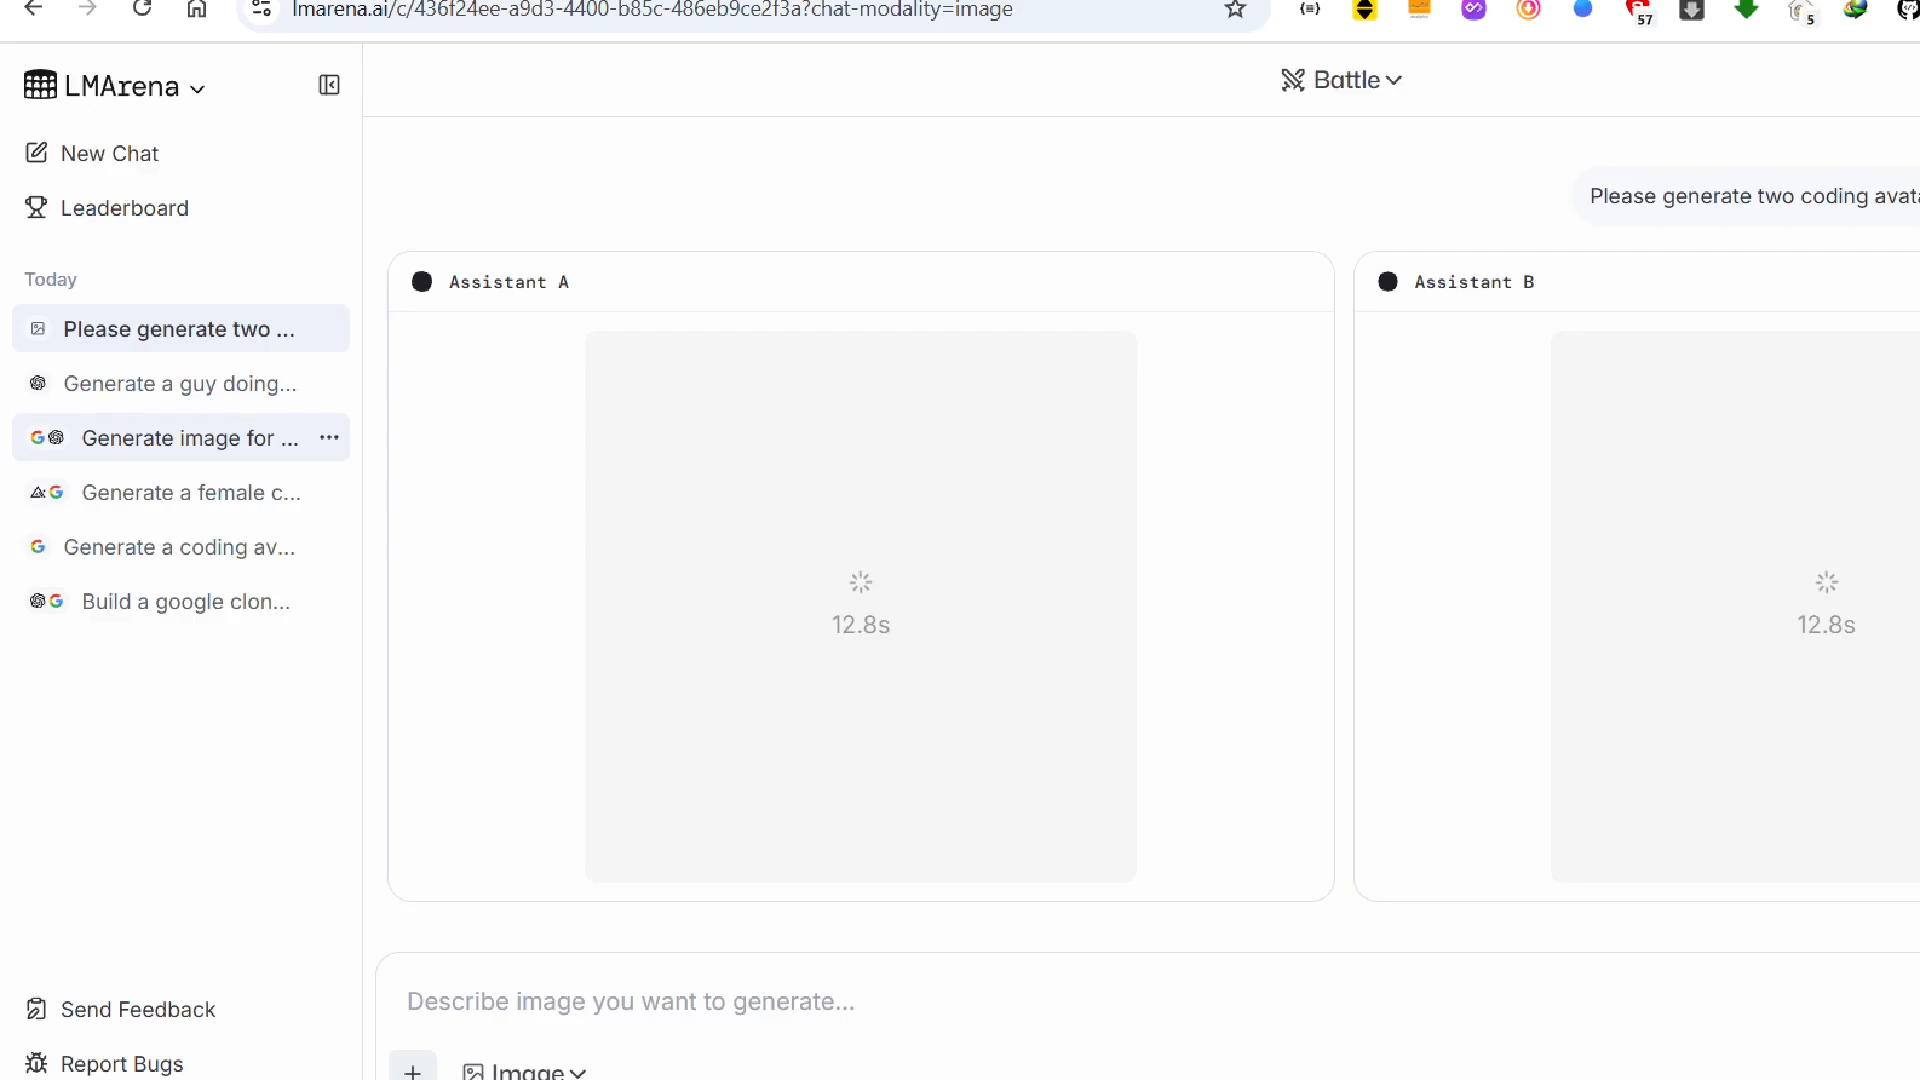 lmarena.ai/c/436f24ee-a9d3-4400-b85c-486eb9ce2f3a?chat-modality=image
57
5
LMArena
Battle
New Chat
Leaderboard
Please generate two coding avata
Today
Assistant A
Assistant B
Please generate two ...
Generate a guy doing...
Generate image for ...
Generate a female c...
Generate a coding av...
Build a google clon...
12.8s
12.8s
Describe image you want to generate...
Send Feedback
Report Bugs
Image